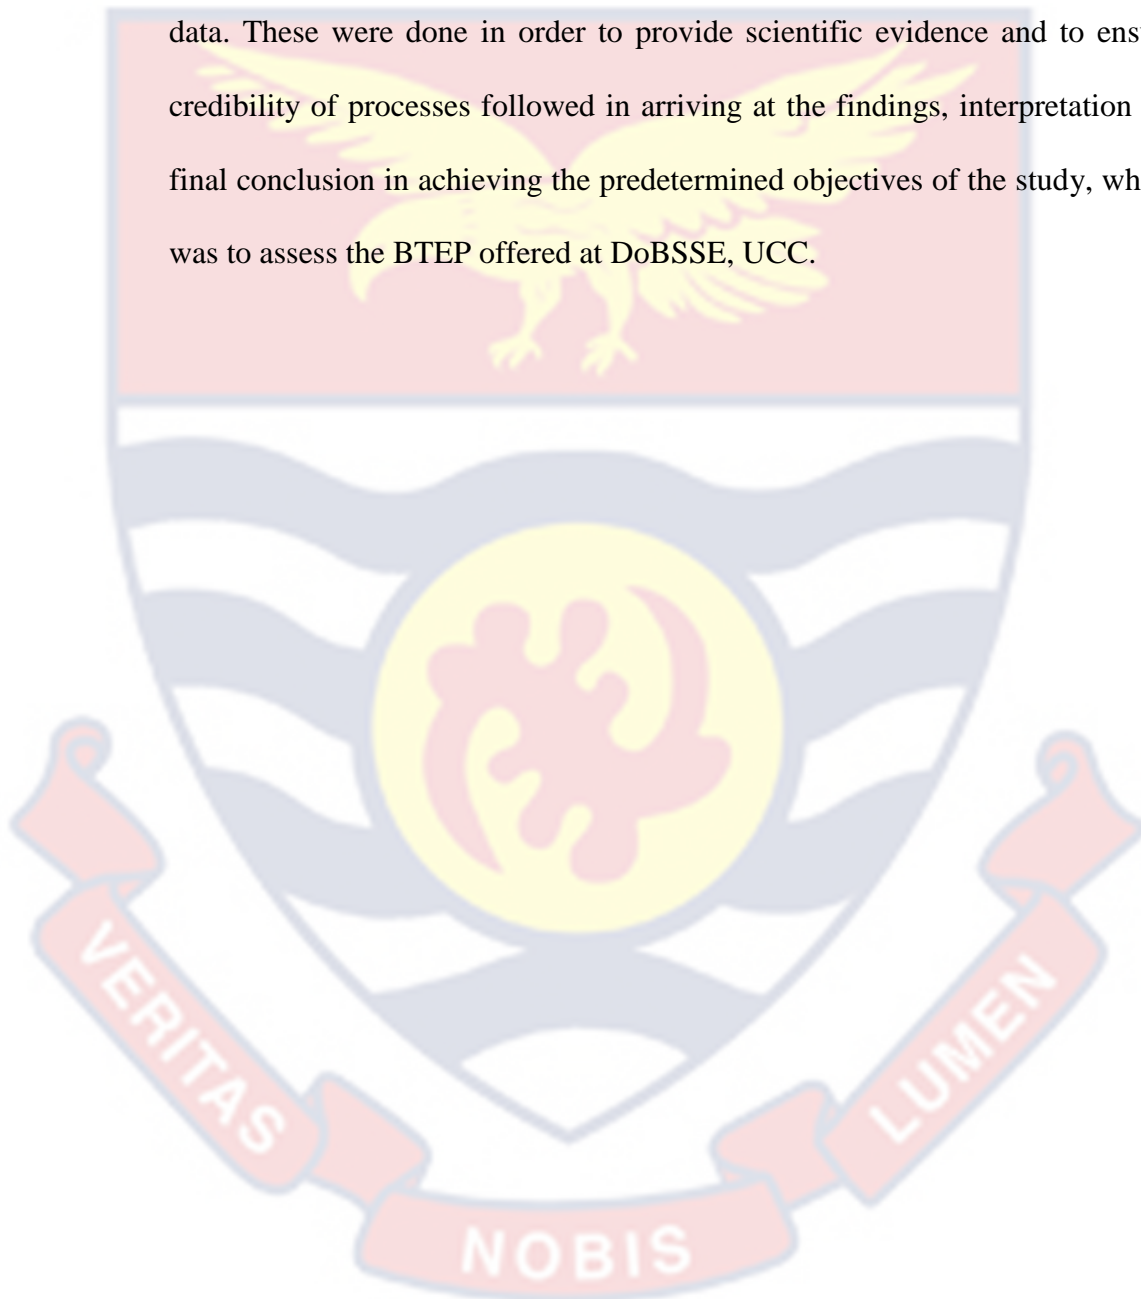 data. These were done in order to provide scientific evidence and to ens
credibility of processes followed in arriving at the findings, interpretation
final conclusion in achieving the predetermined objectives of the study, wh
was to assess the BTEP offered at DoBSSE, UCC.
VERITAS
NOBIS
LUMEN